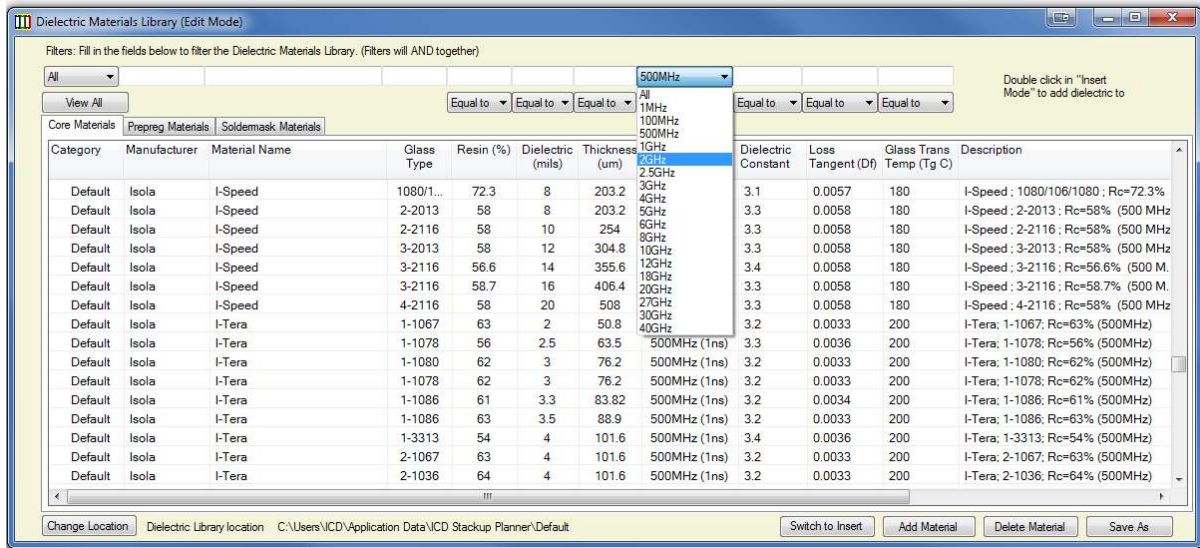 Dielectric Materials Library (Edit Mode)
Filters: Fill in the fields below to filter the Dielectric Materials Library. (Filters will AND together)
All 500MHz
Double click in "Insert
Mode" to add dielectric to
View All Equal to Equal to Equal to Equal to Equal to Equal to
All
1MHz
100MHz
500MHz
1GHz
2GHz
2.5GHz
3GHz
4GHz
5GHz
6GHz
8GHz
10GHz
12GHz
18GHz
20GHz
27GHz
30GHz
40GHz
Core Materials Prepreg Materials Soldermask Materials
Category Manufacturer Material Name Glass Resin (%) Dielectric Thickness Dielectric Loss Glass Trans Description
Type (mils) (um) Constant Tangent (Df) Temp (Tg C)
Default Isola I-Speed 1080/1... 72.3 8 203.2 3.1 0.0057 180 I-Speed ; 1080/106/1080 ; Rc=72.3%
Default Isola I-Speed 2-2013 58 8 203.2 3.3 0.0058 180 I-Speed ; 2-2013 ; Rc=58% (500 MHz
Default Isola I-Speed 2-2116 58 10 254 3.3 0.0058 180 I-Speed ; 2-2116 ; Rc=58% (500 MHz
Default Isola I-Speed 3-2013 58 12 304.8 3.3 0.0058 180 I-Speed ; 3-2013 ; Rc=58% (500 MHz
Default Isola I-Speed 3-2116 56.6 14 355.6 3.4 0.0058 180 I-Speed ; 3-2116 ; Rc=56.6% (500 M.
Default Isola I-Speed 3-2116 58.7 16 406.4 3.3 0.0058 180 I-Speed ; 3-2116 ; Rc=58.7% (500 M.
Default Isola I-Speed 4-2116 58 20 508 3.3 0.0058 180 I-Speed ; 4-2116 ; Rc=58% (500 MHz
Default Isola I-Tera 1-1067 63 2 50.8 3.2 0.0033 200 I-Tera; 1-1067; Rc=63% (500MHz)
Default Isola I-Tera 1-1078 56 2.5 63.5 500MHz (1ns) 3.3 0.0036 200 I-Tera; 1-1078; Rc=56% (500MHz)
Default Isola I-Tera 1-1080 62 3 76.2 500MHz (1ns) 3.2 0.0033 200 I-Tera; 1-1080; Rc=62% (500MHz)
Default Isola I-Tera 1-1078 62 3 76.2 500MHz (1ns) 3.2 0.0033 200 I-Tera; 1-1078; Rc=62% (500MHz)
Default Isola I-Tera 1-1086 61 3.3 83.82 500MHz (1ns) 3.2 0.0034 200 I-Tera; 1-1086; Rc=61% (500MHz)
Default Isola I-Tera 1-1086 63 3.5 88.9 500MHz (1ns) 3.2 0.0033 200 I-Tera; 1-1086; Rc=63% (500MHz)
Default Isola I-Tera 1-3313 54 4 101.6 500MHz (1ns) 3.4 0.0036 200 I-Tera; 1-3313; Rc=54% (500MHz)
Default Isola I-Tera 2-1067 63 4 101.6 500MHz (1ns) 3.2 0.0033 200 I-Tera; 2-1067; Rc=63% (500MHz)
Default Isola I-Tera 2-1036 64 4 101.6 500MHz (1ns) 3.2 0.0033 200 I-Tera; 2-1036; Rc=64% (500MHz)
Change Location Dielectric Library location C:\Users\ICD\Application Data\ICD Stackup Planner\Default Switch to Insert Add Material Delete Material Save As